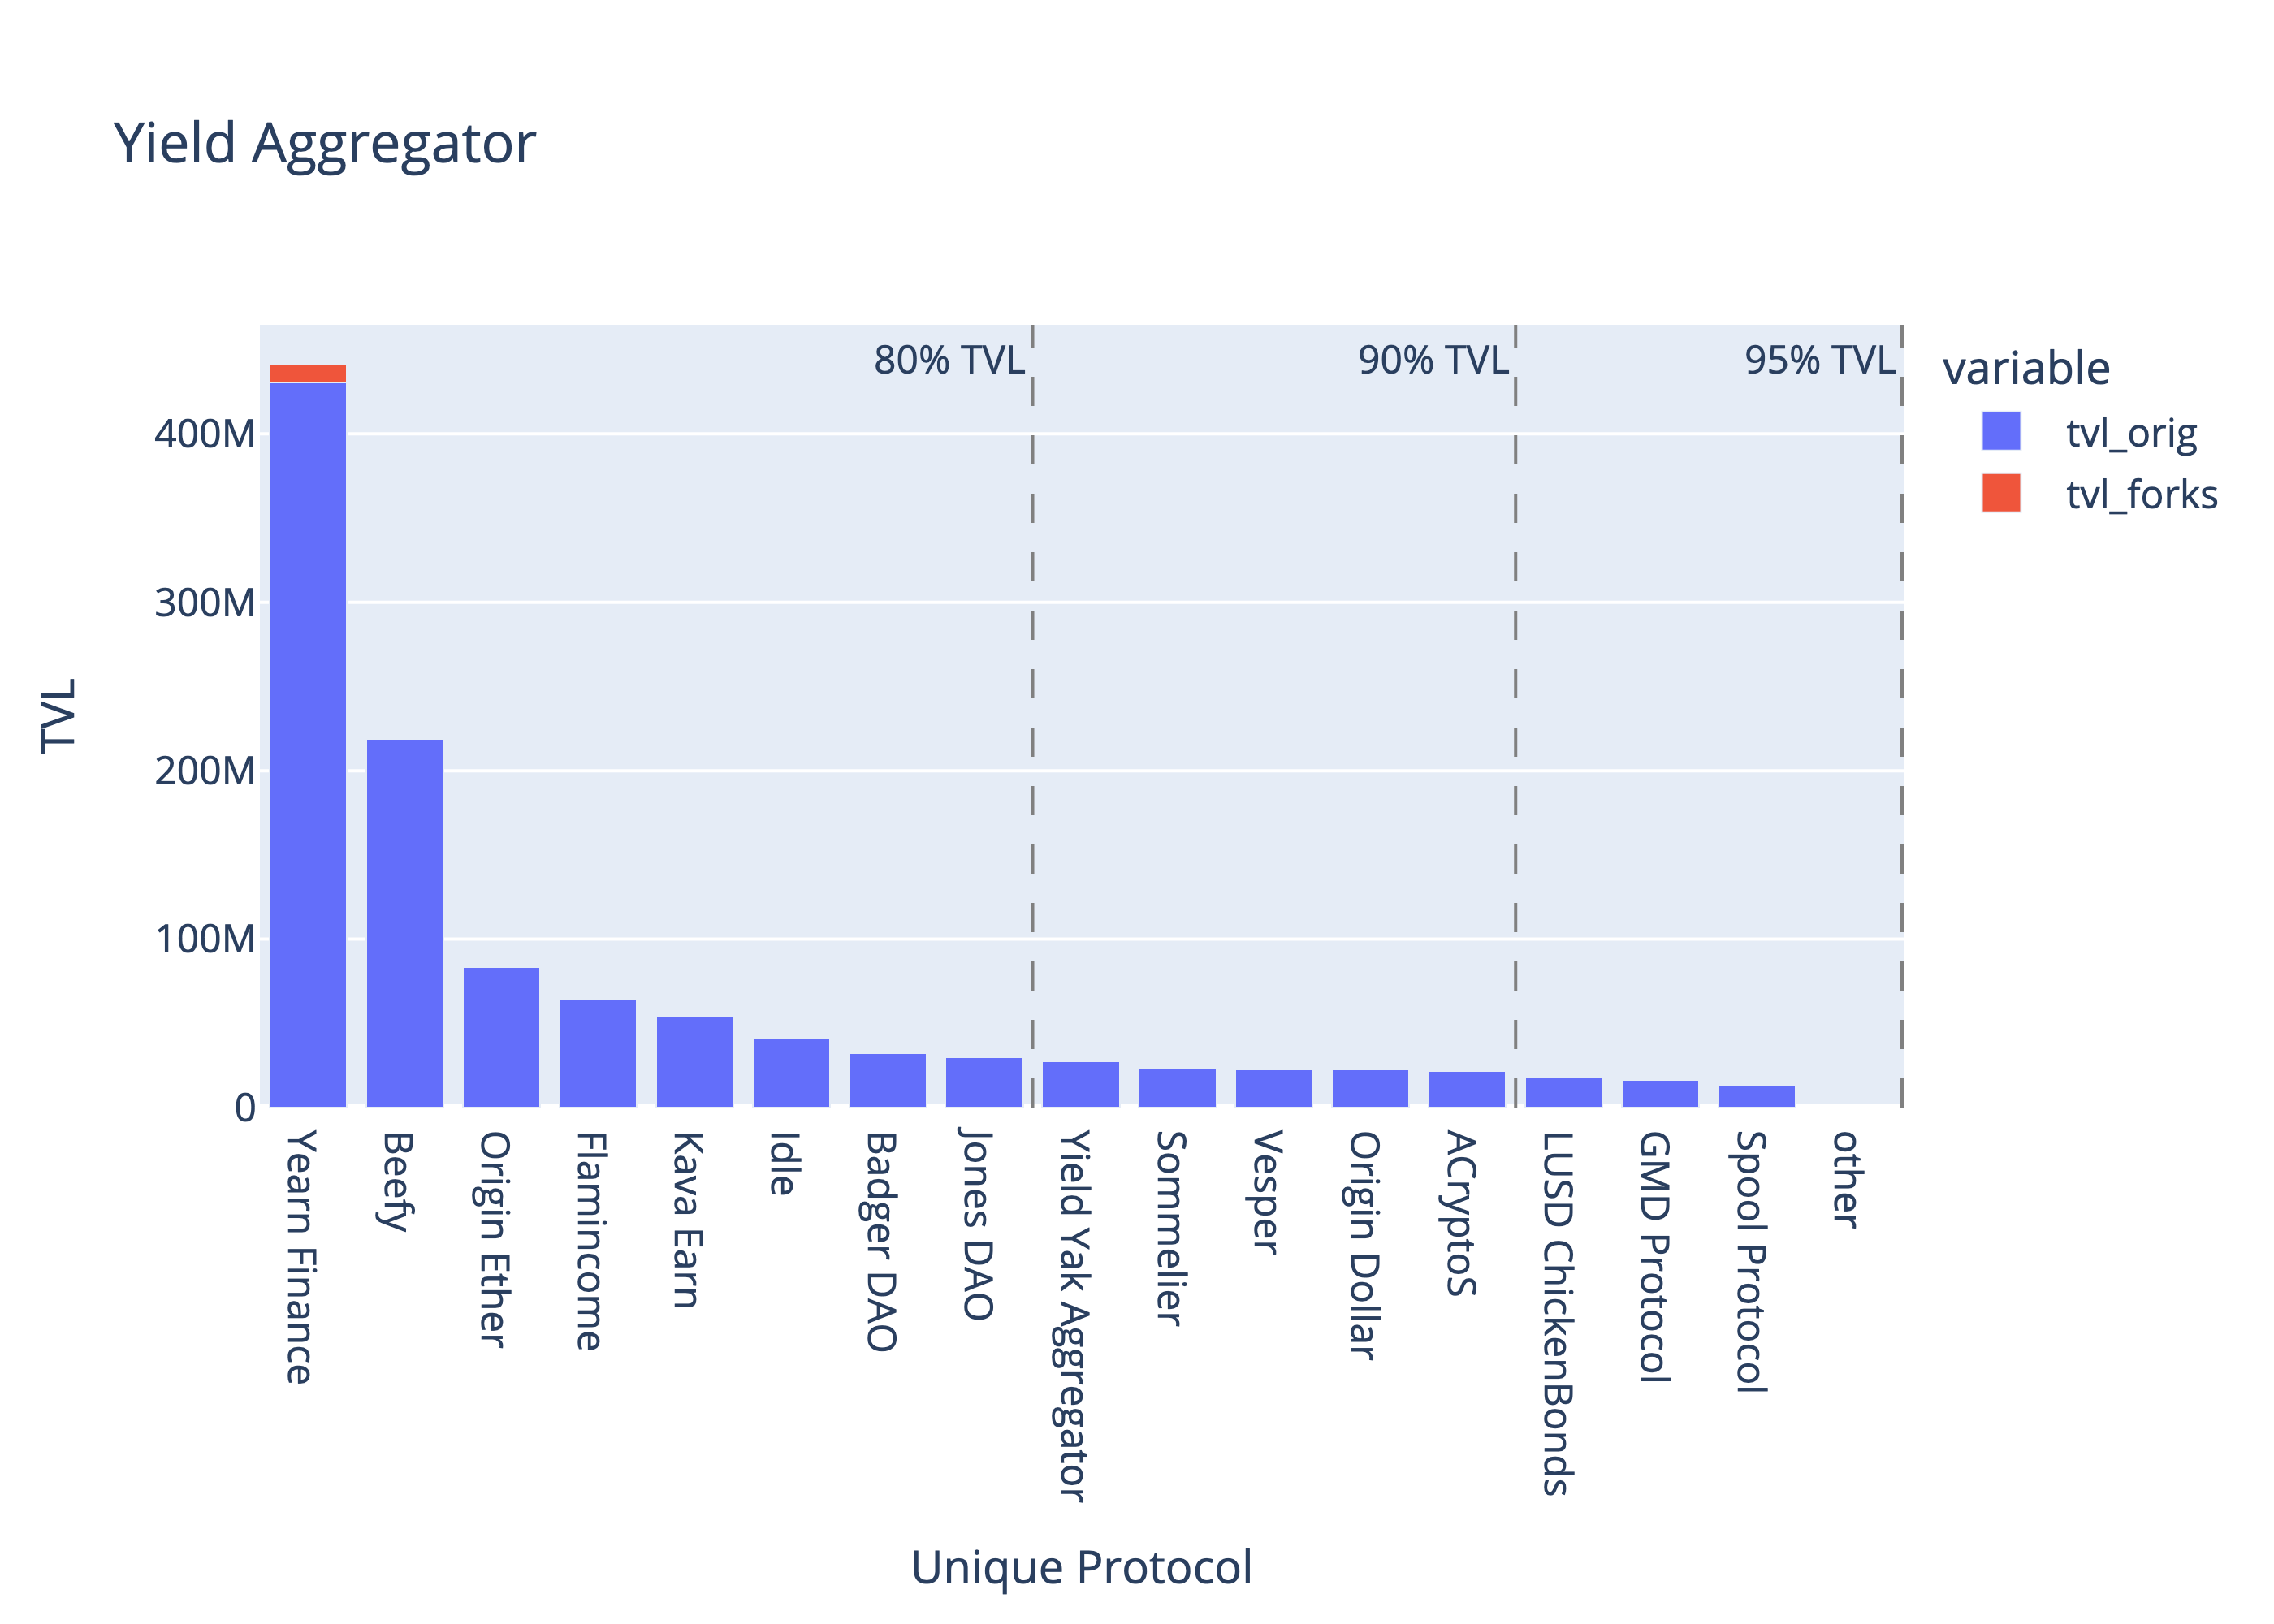 Yield Aggregator
80% TVL
90% TVL
95% TVL
variable
tvl_orig
tvl_forks
400M
300M
200M
100M
0
TVL
Yearn Finance
Beefy
Origin Ether
Flamincome
Kava Earn
Idle
Badger DAO
Jones DAO
Yield Yak Aggregator
Sommelier
Vesper
Origin Dollar
ACryptoS
LUSD ChickenBonds
GMD Protocol
Spool Protocol
other
Unique Protocol